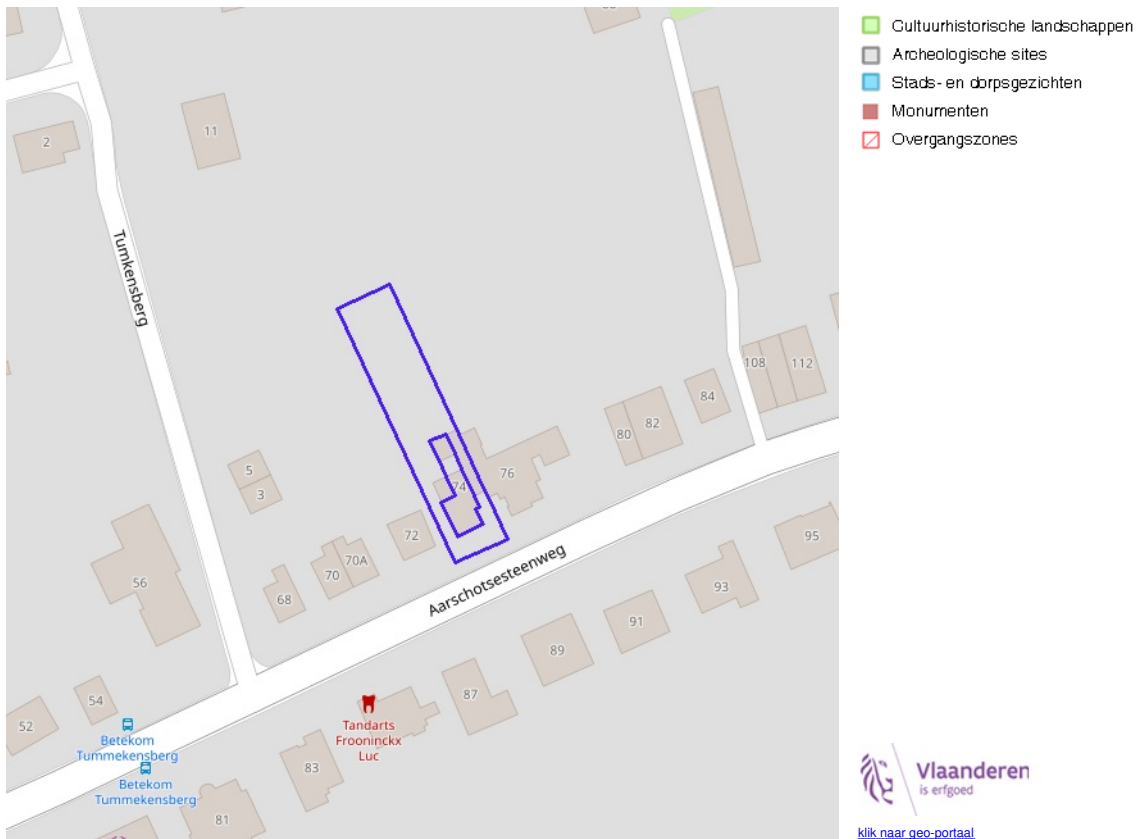 Cultuurhistorische landschappen
Archeologische sites
Stads- en dorpsgezichten
Monumenten
Overgangszones
11
2
Tumkensberg
108
112
84
82
80
76
74
5
3
72
70A
70
68
56
Aarschotsesteenweg
95
93
91
89
87
54
52
Betekom
Tummekensberg
Betekom
Tummekensberg
Tandarts
Frooninckx
Luc
83
81
Vlaanderen
is erfgoed
klik naar geo-portaal